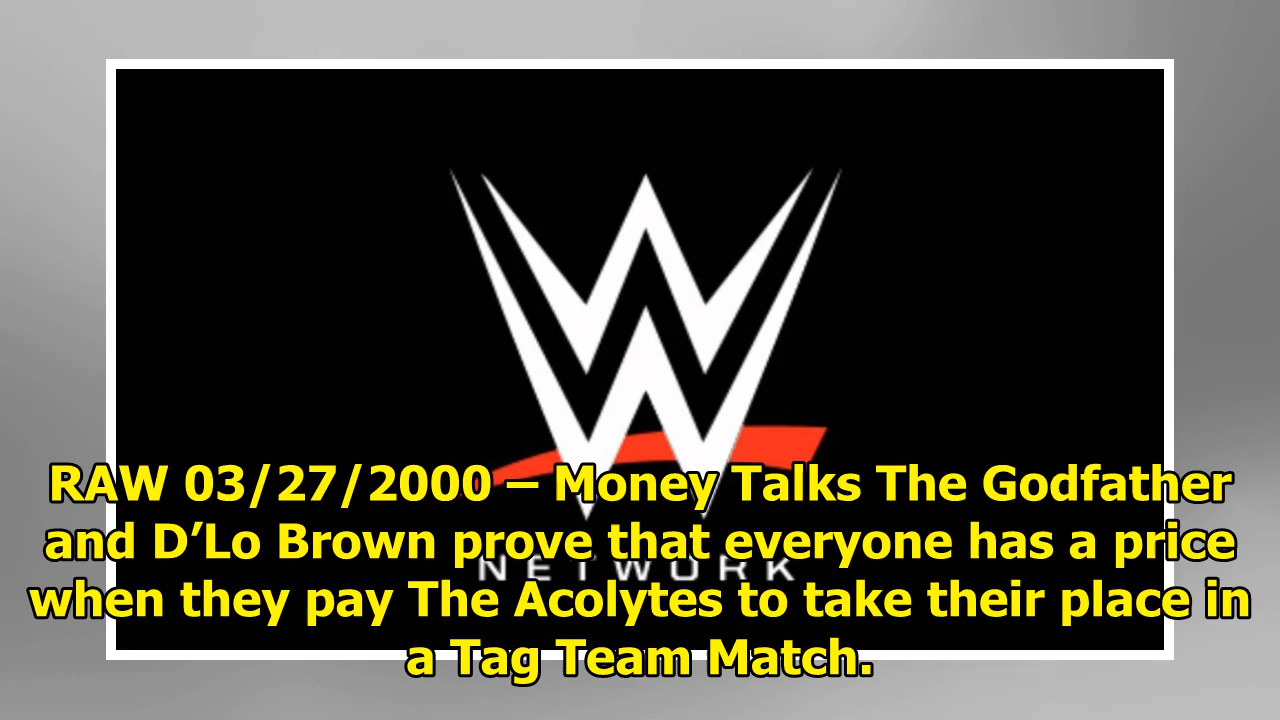 RAW 03/27/2000 – Money Talks The Godfather
and D’Lo Brown prove that everyone has a price
NETWORK
when they pay The Acolytes to take their place in
a Tag Team Match.